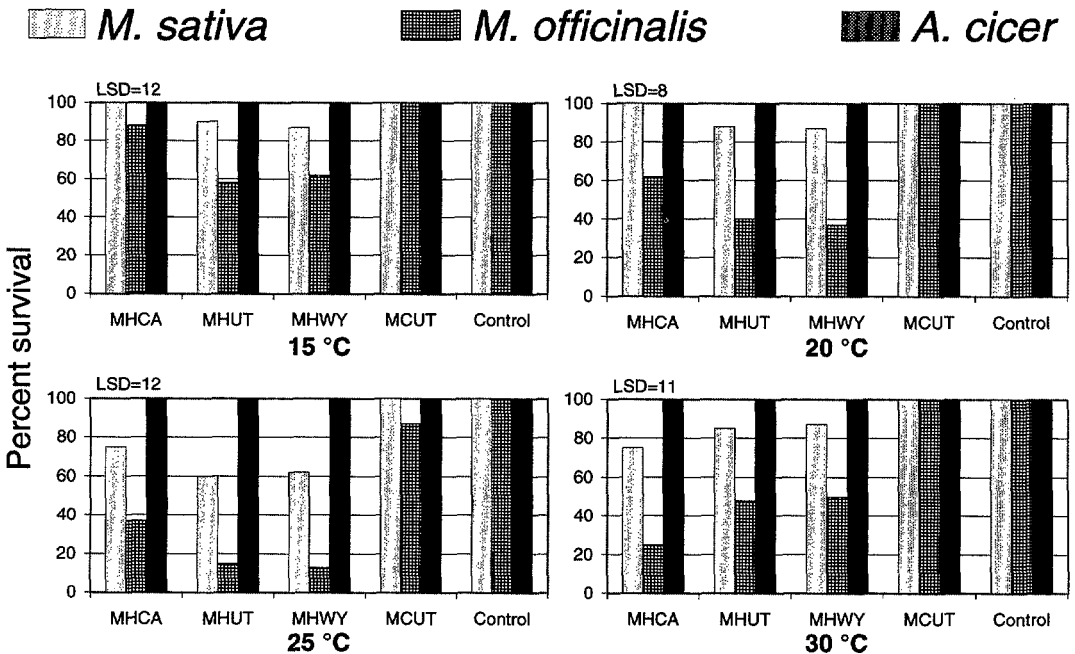 M. sativa M. officinalis A. cicer
Percent survival
LSD=12
100
80
60
40
20
0
MHCA MHUT MHWY MCUT Control
15 °C
LSD=8
100
80
60
40
20
0
MHCA MHUT MHWY MCUT Control
20 °C
LSD=12
100
80
60
40
20
0
MHCA MHUT MHWY MCUT Control
25 °C
LSD=11
100
80
60
40
20
0
MHCA MHUT MHWY MCUT Control
30 °C